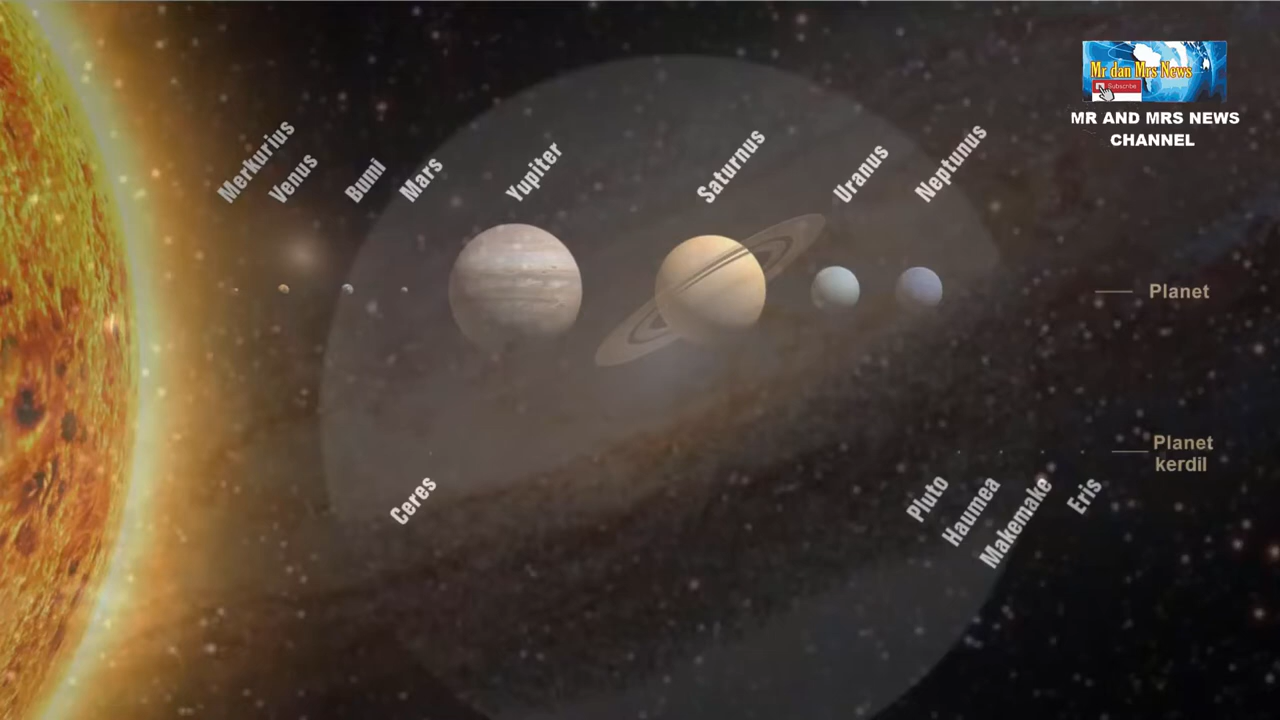 Mr dan Mrs News
Subscribe
MR AND MRS NEWS
CHANNEL
Merkurius
Venus
Bumi
Mars
Yupiter
Saturnus
Uranus
Neptunus
Planet
Planet
kerdil
Ceres
Pluto
Haumea
Makemake
Eris